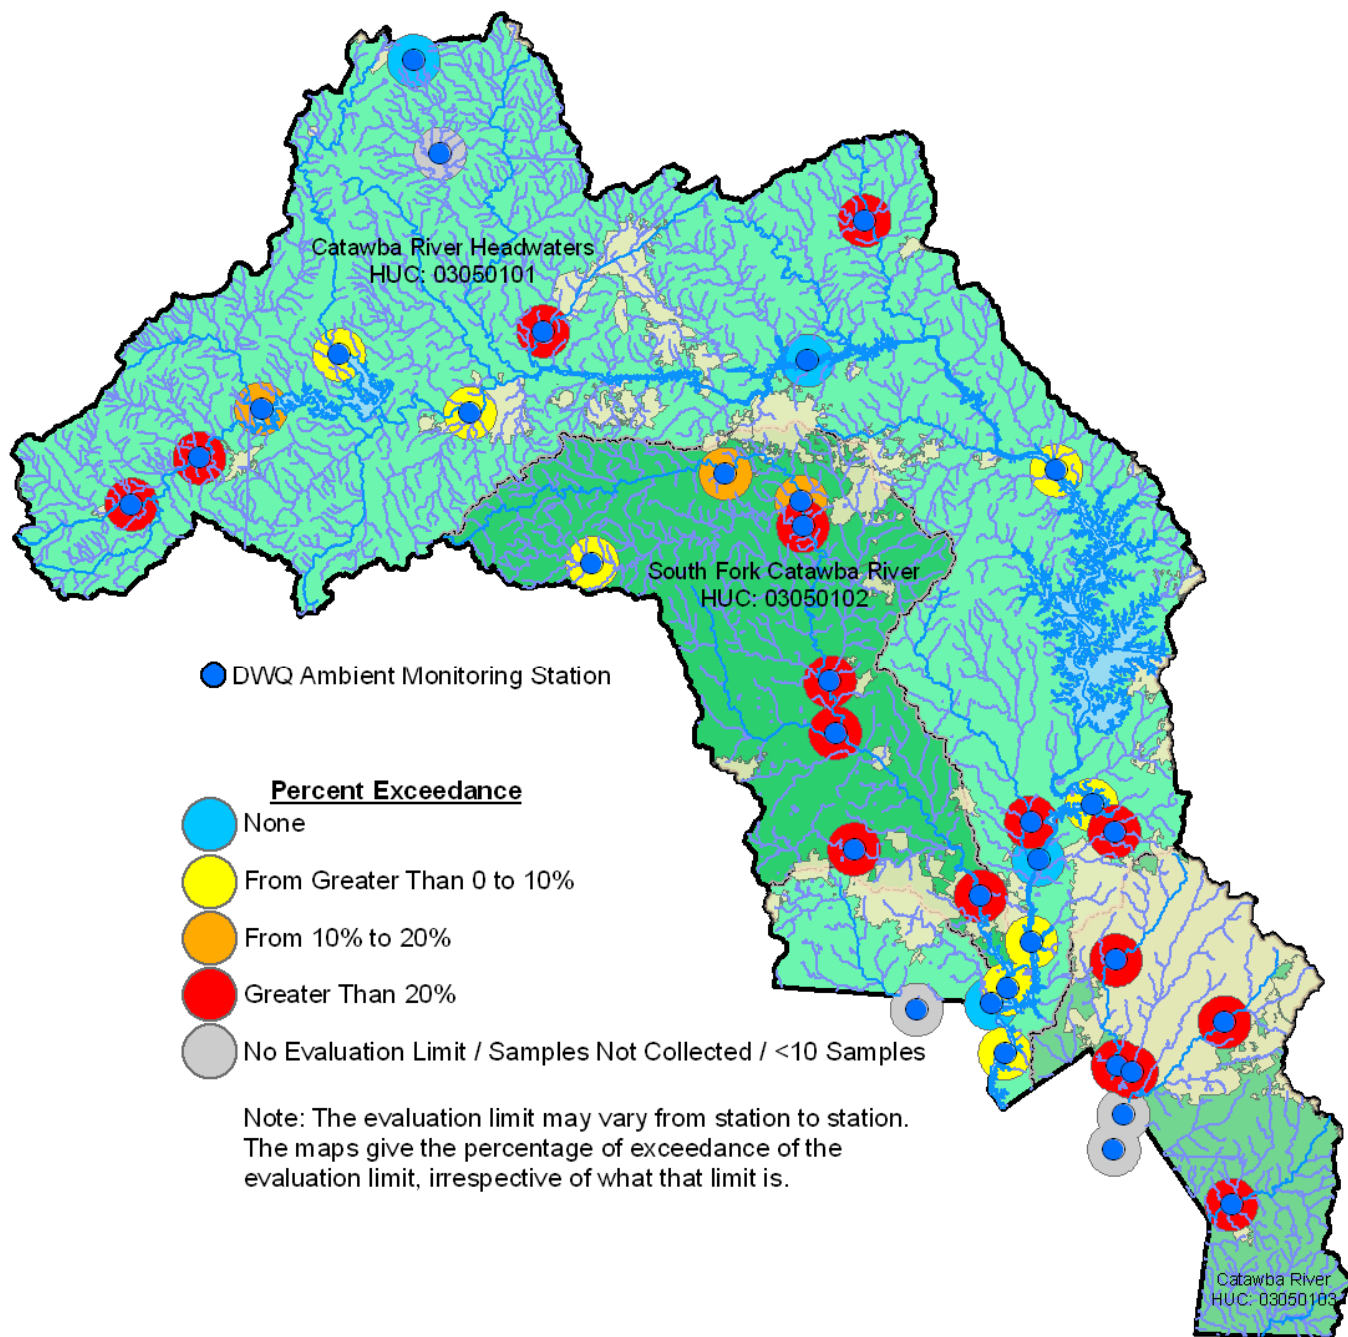 Catawba River Headwaters
HUC: 03050101
South Fork Catawba River
HUC: 03050102
DWQ Ambient Monitoring Station
Percent Exceedance
None
From Greater Than 0 to 10%
From 10% to 20%
Greater Than 20%
No Evaluation Limit / Samples Not Collected / <10 Samples
Note: The evaluation limit may vary from station to station.
The maps give the percentage of exceedance of the
evaluation limit, irrespective of what that limit is.
Catawba River
HUC: 03050103